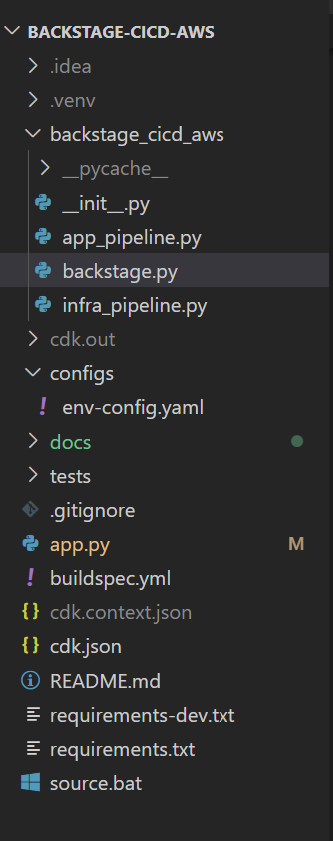 BACKSTAGE-CICD-AWS
.idea
.venv
backstage_cicd_aws
__pycache__
__init__.py
app_pipeline.py
backstage.py
infra_pipeline.py
cdk.out
configs
! env-config.yaml
docs
tests
.gitignore
app.py M
! buildspec.yml
{} cdk.context.json
{} cdk.json
README.md
requirements-dev.txt
requirements.txt
source.bat